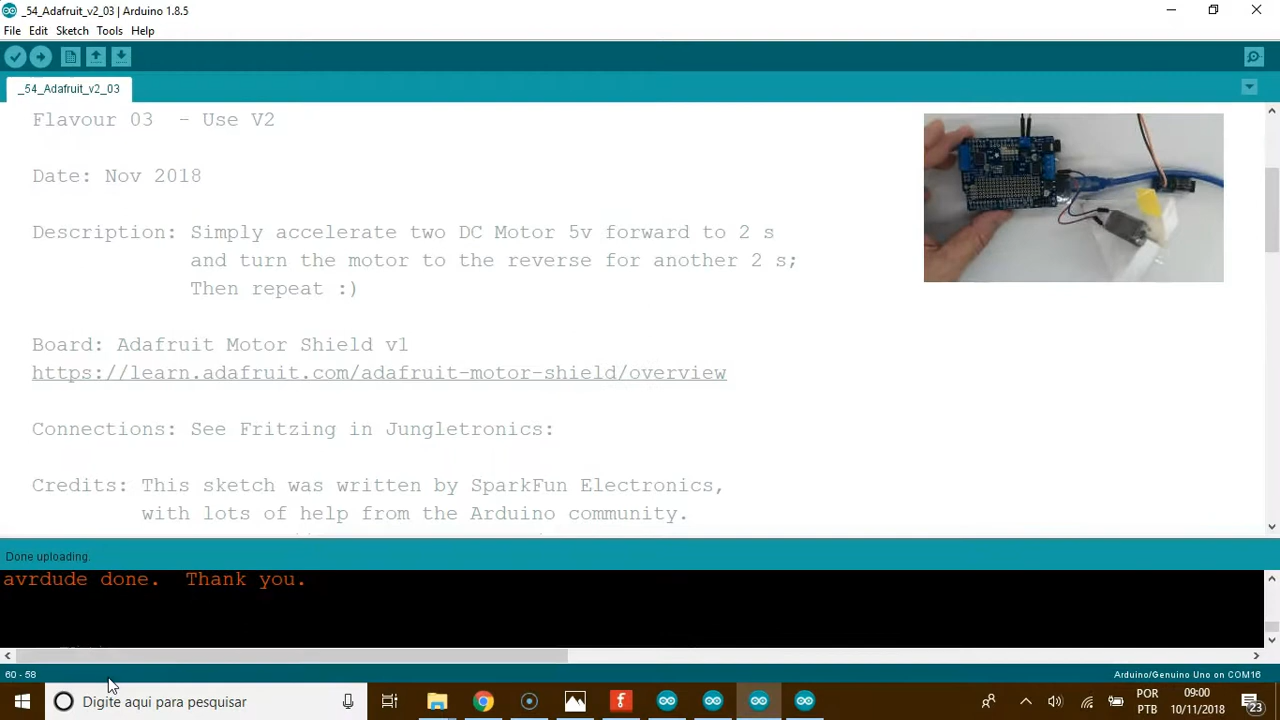 _54_Adafruit_v2_03 | Arduino 1.8.5
File Edit Sketch Tools Help
_54_Adafruit_v2_03
Flavour 03 - Use V2
Date: Nov 2018
Description: Simply accelerate two DC Motor 5v forward to 2 s
and turn the motor to the reverse for another 2 s;
Then repeat :)
Board: Adafruit Motor Shield v1
https://learn.adafruit.com/adafruit-motor-shield/overview
Connections: See Fritzing in Jungletronics:
Credits: This sketch was written by SparkFun Electronics,
with lots of help from the Arduino community.
Done uploading.
avrdude done. Thank you.
60 - 58
Arduino/Genuino Uno on COM16
Digite aqui para pesquisar
POR
PTB
09:00
10/11/2018
23